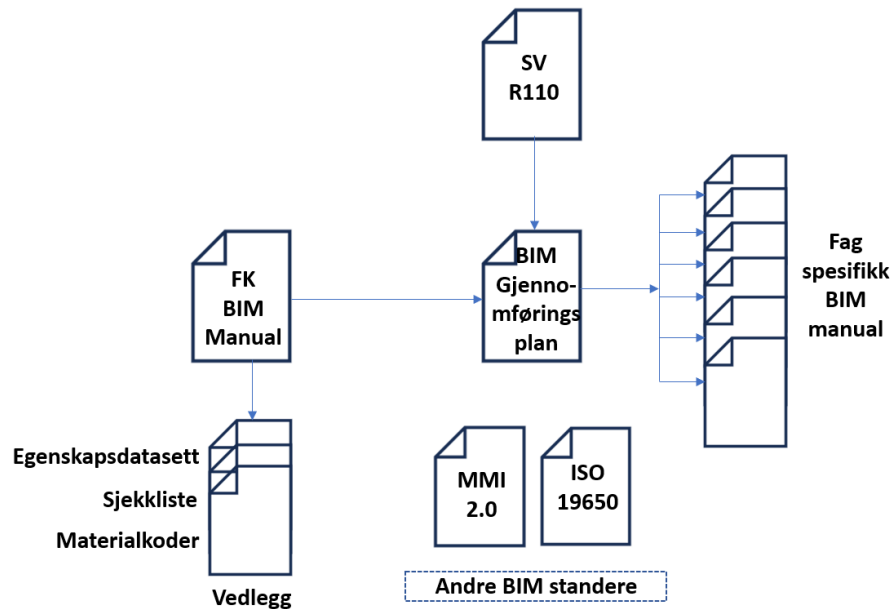 SV
R110
FK
BIM
Manual
BIM
Gjenno-
mførings
plan
Fag
spesifikk
BIM
manual
Egenskapsdatasett
Sjekkliste
Materialkoder
Vedlegg
MMI
2.0
ISO
19650
Andre BIM standere